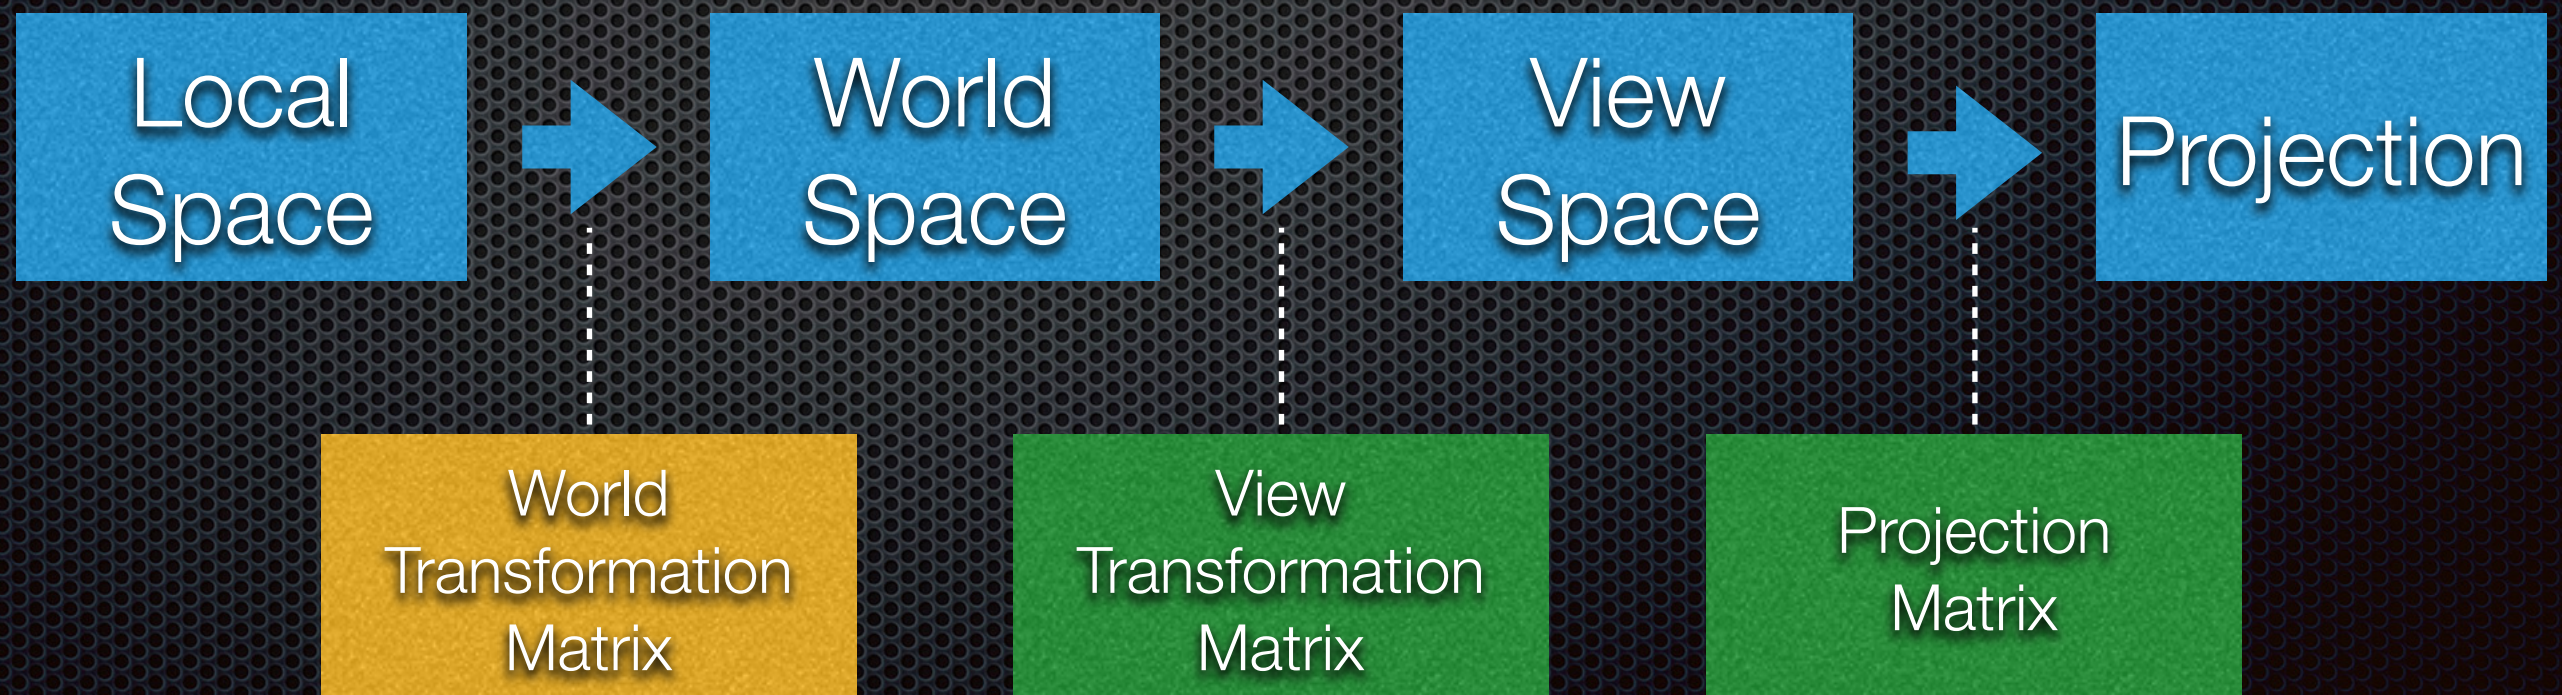 Local
Space
World
Space
View
Space
Projection
World
Transformation
Matrix
View
Transformation
Matrix
Projection
Matrix